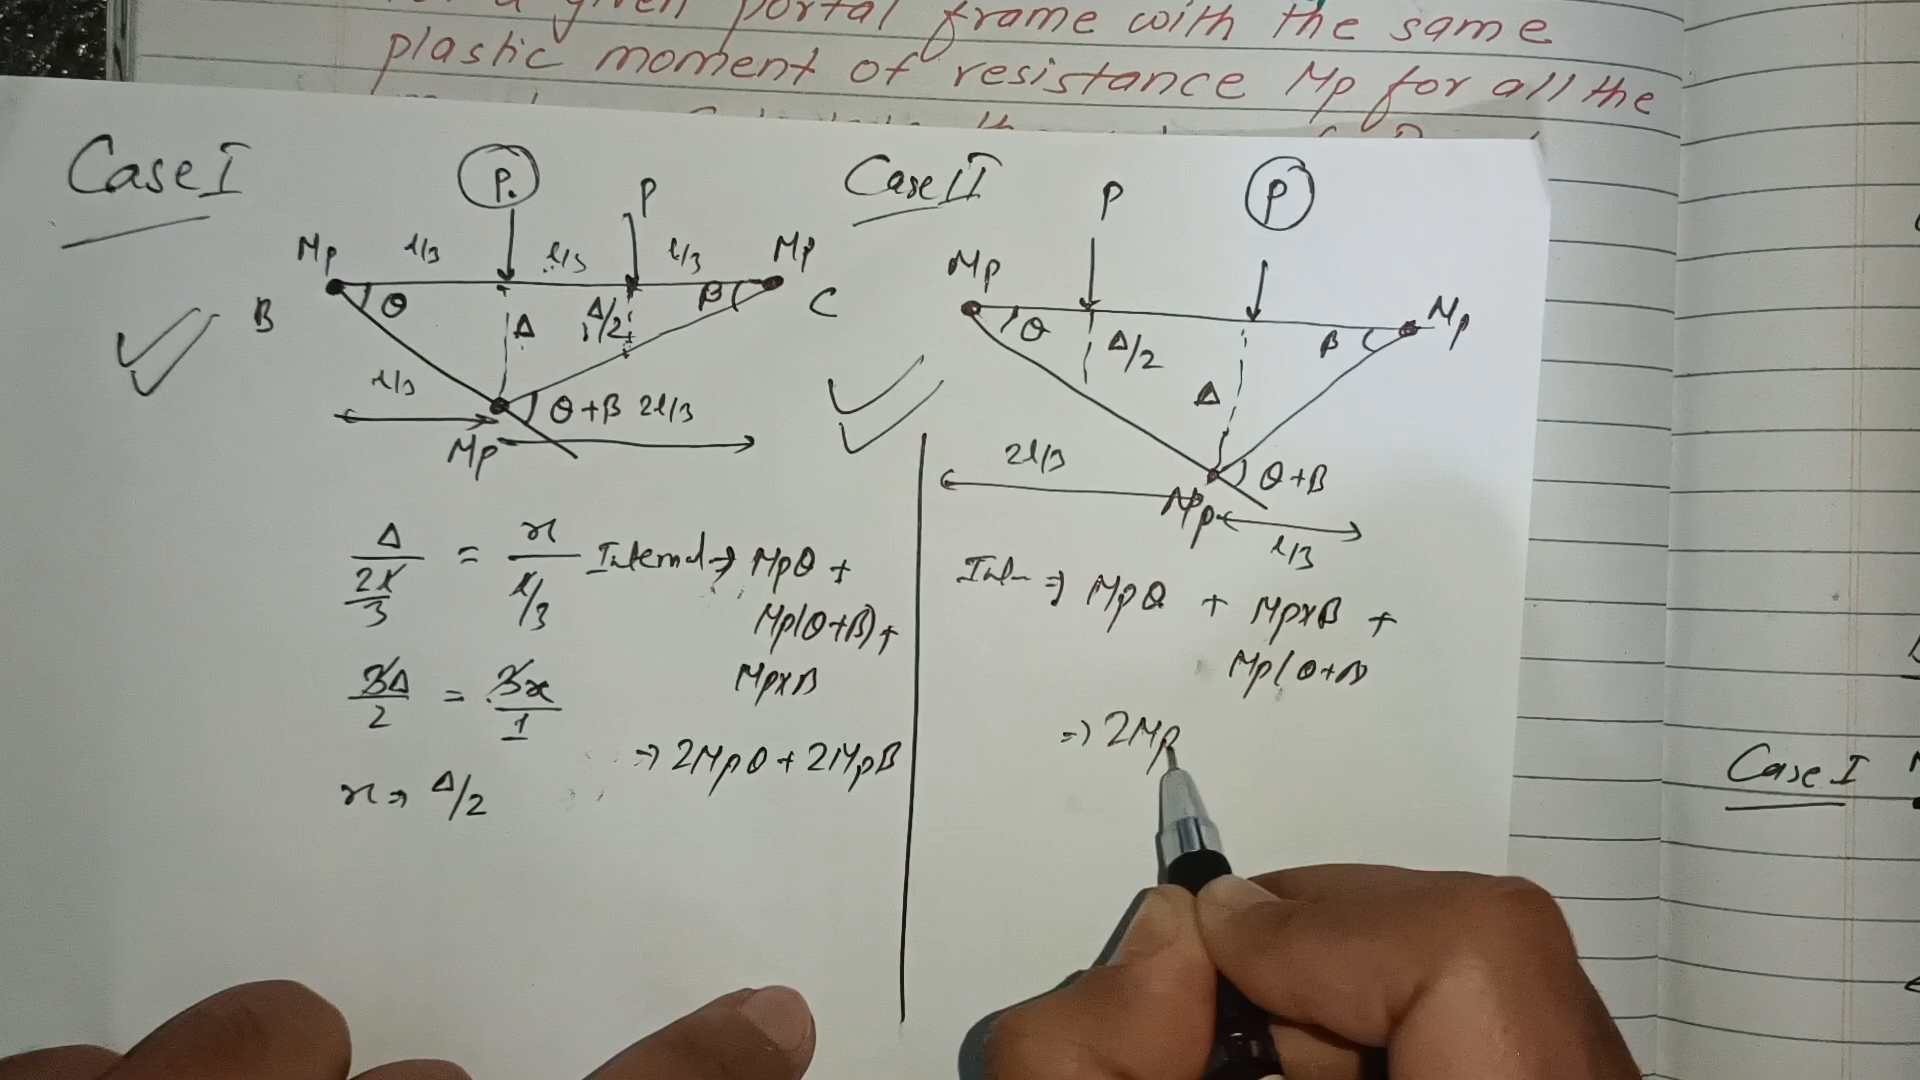 given portal frame with the same
plastic moment of resistance Mp for all the
Case I
P.
P
Mp
l/3
l/3
l/3
Mp
B
θ
Δ
Δ/2
β
C
l/3
θ+β
2l/3
Mp
Δ/(2l/3) = x/(l/3)
3Δ/2 = 3x/1
x ⇒ Δ/2
Internal ⇒ Mpθ +
Mp(θ+β) +
Mp×β
⇒ 2Mpθ + 2Mpβ
Case II
P
P
Mp
θ
Δ/2
β
Mp
Δ
2l/3
θ+β
Mp
l/3
⇒ Mpθ + Mp×β +
Mp(θ+β
⇒ 2Mp
Case I